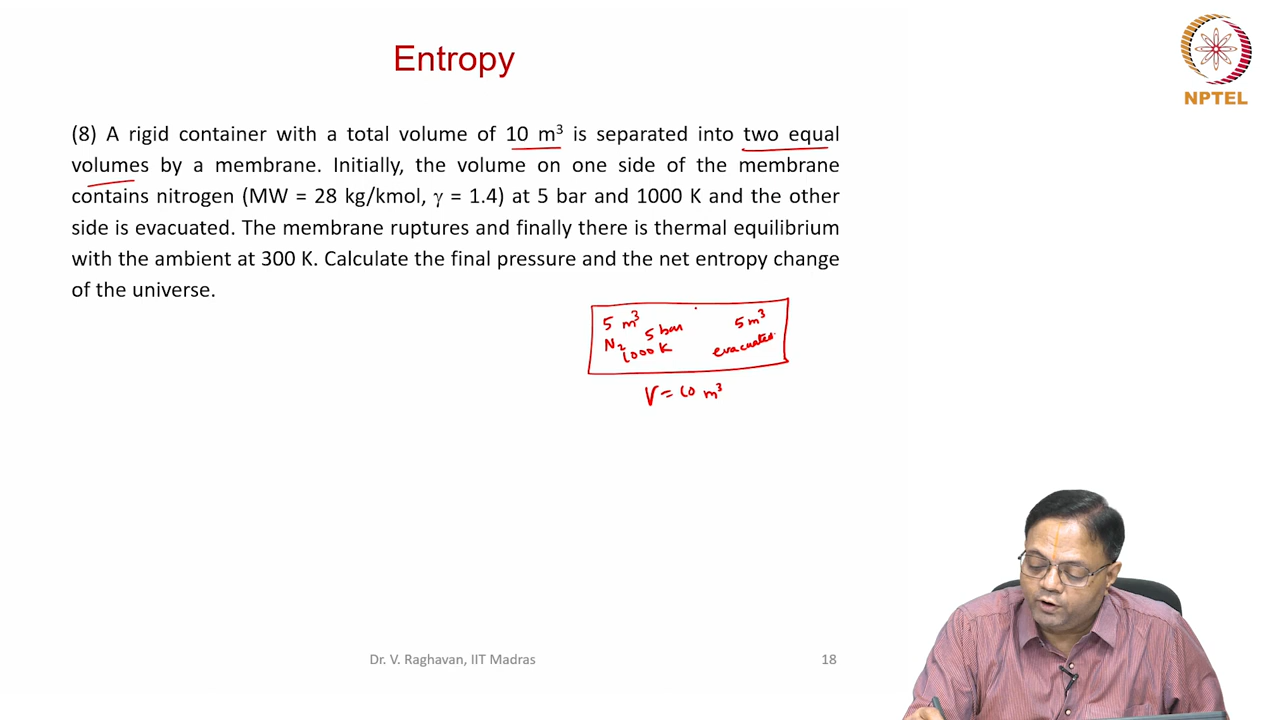 Entropy
NPTEL
(8) A rigid container with a total volume of 10 m³ is separated into two equal
volumes by a membrane. Initially, the volume on one side of the membrane
contains nitrogen (MW = 28 kg/kmol, γ = 1.4) at 5 bar and 1000 K and the other
side is evacuated. The membrane ruptures and finally there is thermal equilibrium
with the ambient at 300 K. Calculate the final pressure and the net entropy change
of the universe.
5 m³
5 bar
N₂
1000 K
5 m³
evacuated
V = 10 m³
Dr. V. Raghavan, IIT Madras
18